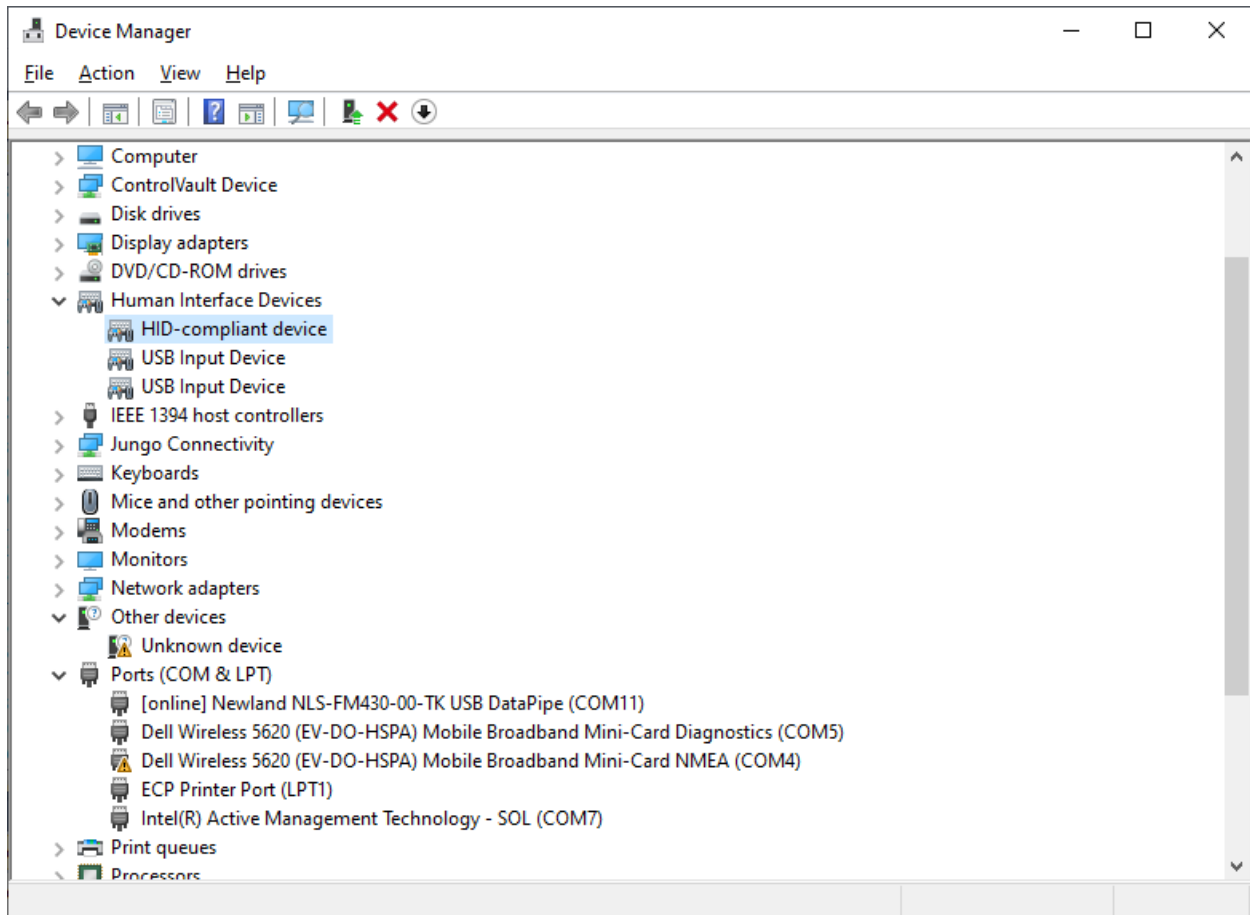 Device Manager
File Action View Help
Computer
ControlVault Device
Disk drives
Display adapters
DVD/CD-ROM drives
Human Interface Devices
HID-compliant device
USB Input Device
USB Input Device
IEEE 1394 host controllers
Jungo Connectivity
Keyboards
Mice and other pointing devices
Modems
Monitors
Network adapters
Other devices
Unknown device
Ports (COM & LPT)
[online] Newland NLS-FM430-00-TK USB DataPipe (COM11)
Dell Wireless 5620 (EV-DO-HSPA) Mobile Broadband Mini-Card Diagnostics (COM5)
Dell Wireless 5620 (EV-DO-HSPA) Mobile Broadband Mini-Card NMEA (COM4)
ECP Printer Port (LPT1)
Intel(R) Active Management Technology - SOL (COM7)
Print queues
Processors